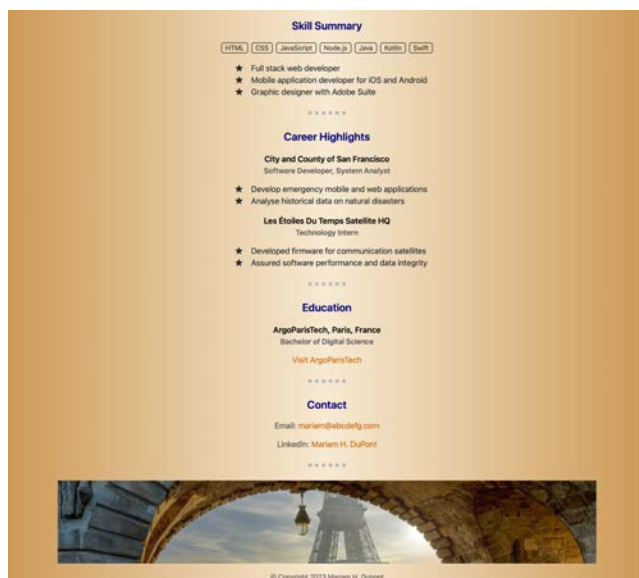 Skill Summary
HTML CSS JavaScript Node.js Java Kotlin Swift
★ Full stack web developer
★ Mobile application developer for iOS and Android
★ Graphic designer with Adobe Suite
******
Career Highlights
City and County of San Francisco
Software Developer, System Analyst
★ Develop emergency mobile and web applications
★ Analyse historical data on natural disasters
Les Étoiles Du Temps Satellite HQ
Technology Intern
★ Developed firmware for communication satellites
★ Assured software performance and data integrity
******
Education
ArgoParisTech, Paris, France
Bachelor of Digital Science
Visit ArgoParisTech
******
Contact
Email: mariam@abcdefg.com
LinkedIn: Mariam H. DuPont
******
© Copyright 2023 Mariam H. Dupont